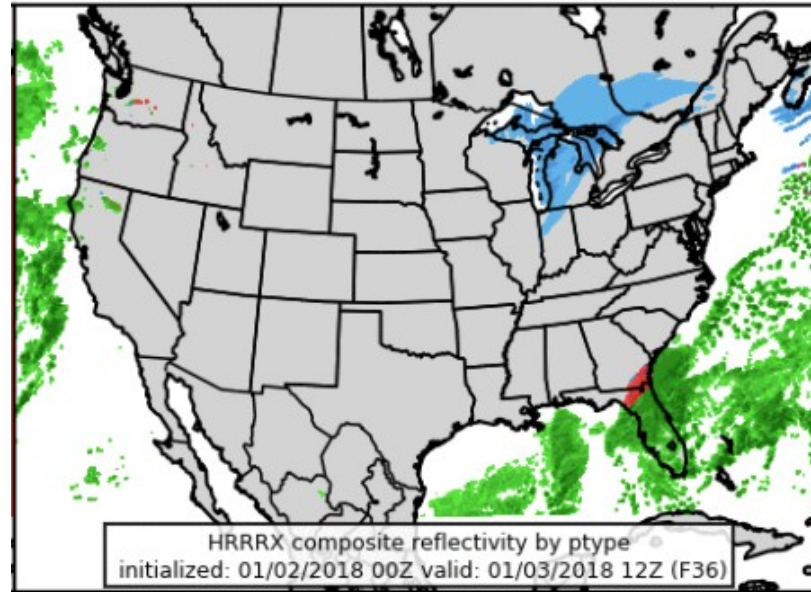 HRRRX composite reflectivity by ptype
initialized: 01/02/2018 00Z valid: 01/03/2018 12Z (F36)